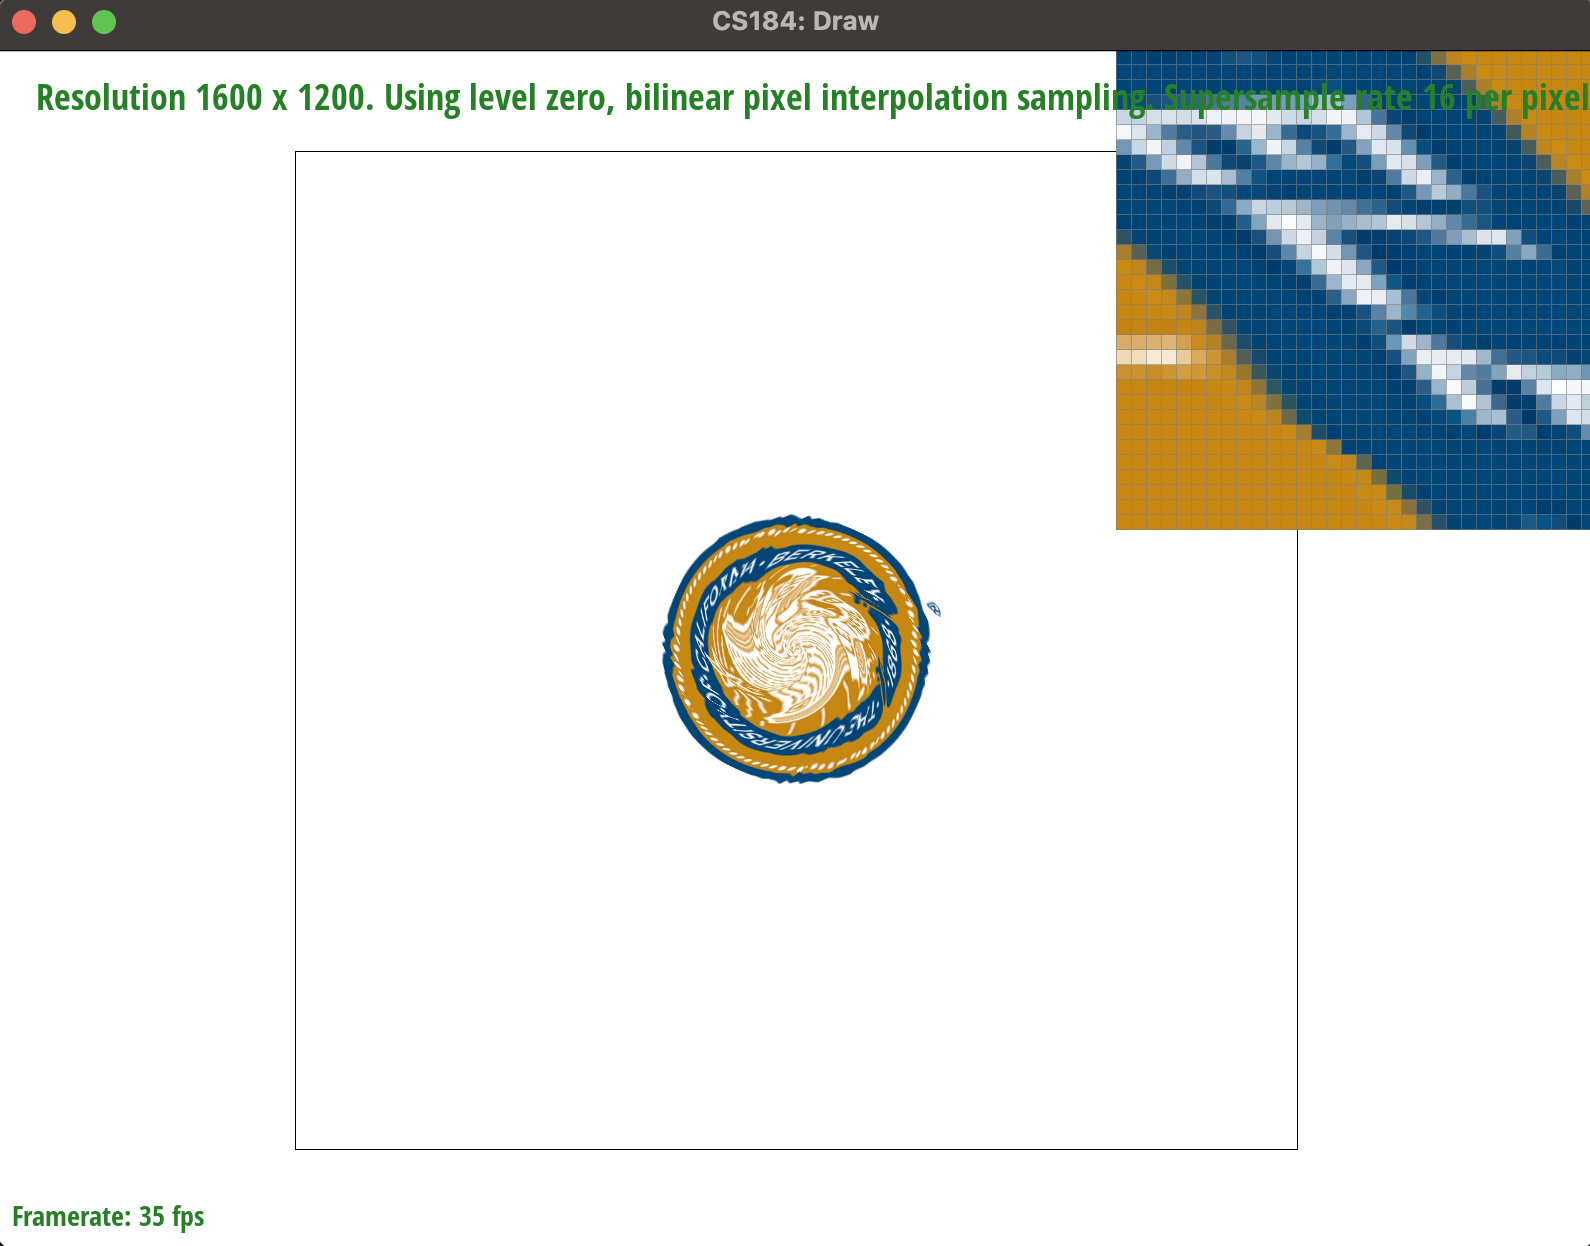 CS184: Draw
Resolution 1600 x 1200. Using level zero, bilinear pixel interpolation sampling. Supersample rate 16 per pixel
CALIFORNIA · BERKELEY
·1868·
·THE UNIVERSITY OF
®
Framerate: 35 fps